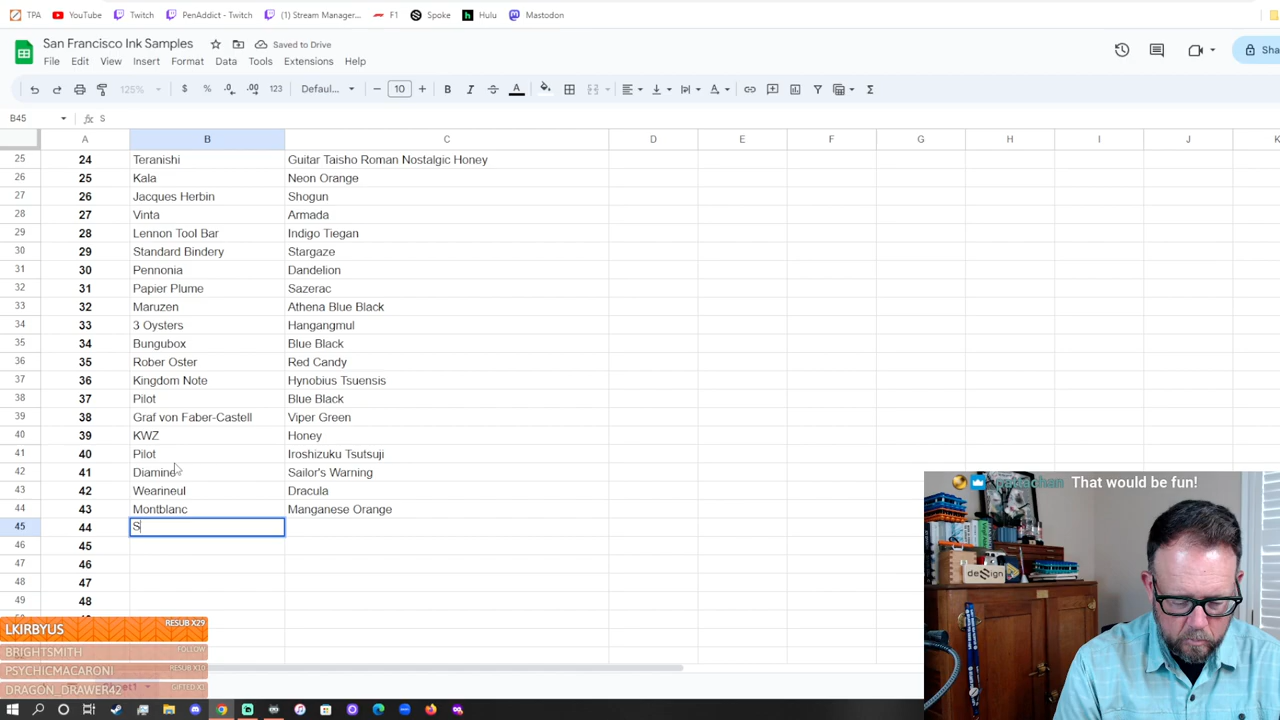 TPA YouTube Twitch PenAddict - Twitch (1) Stream Manager... F1 Spoke Hulu Mastodon
San Francisco Ink Samples Saved to Drive
File Edit View Insert Format Data Tools Extensions Help
125% $ % .0 .00 123 Defaul... 10 B I A Sha
B45 fx S
A B C D E F G H I J K
25 24 Teranishi Guitar Taisho Roman Nostalgic Honey
26 25 Kala Neon Orange
27 26 Jacques Herbin Shogun
28 27 Vinta Armada
29 28 Lennon Tool Bar Indigo Tiegan
30 29 Standard Bindery Stargaze
31 30 Pennonia Dandelion
32 31 Papier Plume Sazerac
33 32 Maruzen Athena Blue Black
34 33 3 Oysters Hangangmul
35 34 Bungubox Blue Black
36 35 Rober Oster Red Candy
37 36 Kingdom Note Hynobius Tsuensis
38 37 Pilot Blue Black
39 38 Graf von Faber-Castell Viper Green
40 39 KWZ Honey
41 40 Pilot Iroshizuku Tsutsuji
42 41 Diamine Sailor's Warning
43 42 Wearineul Dracula
44 43 Montblanc Manganese Orange
45 44 S
46 45
47 46
48 47
49 48
That would be fun!
deSign
LKIRBYUS RESUB X29
BRIGHTSMITH FOLLOW
PSYCHICMACARONI RESUB X10
DRAGON_DRAWER42 GIFTED X1
Sheet1